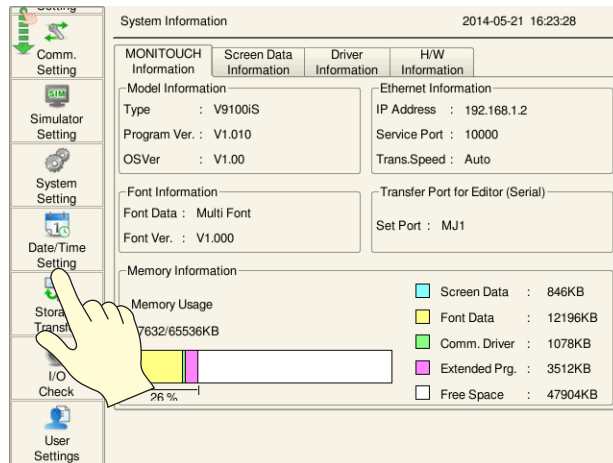 Setting
System Information 2014-05-21 16:23:28
Comm.
Setting
SIM
Simulator
Setting
System
Setting
Date/Time
Setting
I/O
Check
User
Settings
MONITOUCH
Information
Screen Data
Information
Driver
Information
H/W
Information
Model Information
Type : V9100iS
Program Ver. : V1.010
OSVer : V1.00
Ethernet Information
IP Address : 192.168.1.2
Service Port : 10000
Trans.Speed : Auto
Font Information
Font Data : Multi Font
Font Ver. : V1.000
Transfer Port for Editor (Serial)
Set Port : MJ1
Memory Information
Memory Usage
7632/65536KB
26 %
Screen Data : 846KB
Font Data : 12196KB
Comm. Driver : 1078KB
Extended Prg. : 3512KB
Free Space : 47904KB